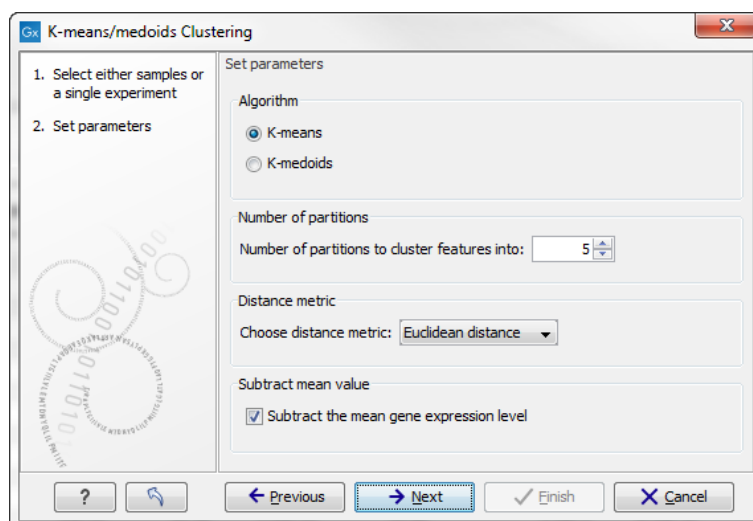 Gx K-means/medoids Clustering
1. Select either samples or
a single experiment
2. Set parameters
Set parameters
Algorithm
K-means
K-medoids
Number of partitions
Number of partitions to cluster features into: 5
Distance metric
Choose distance metric: Euclidean distance
Subtract mean value
Subtract the mean gene expression level
? Previous Next Finish Cancel